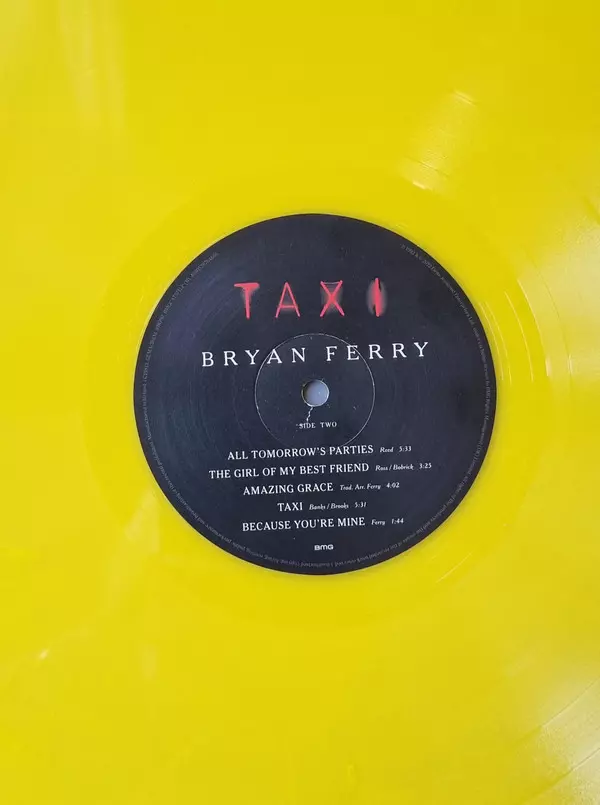 TAXI
BRYAN FERRY
SIDE TWO
ALL TOMORROW'S PARTIES Reed 5:33
THE GIRL OF MY BEST FRIEND Ross / Bobrick 3:25
AMAZING GRACE Trad. Arr. Ferry 4:02
TAXI Banks / Brooks 5:31
BECAUSE YOU'RE MINE Ferry 1:44
BMG